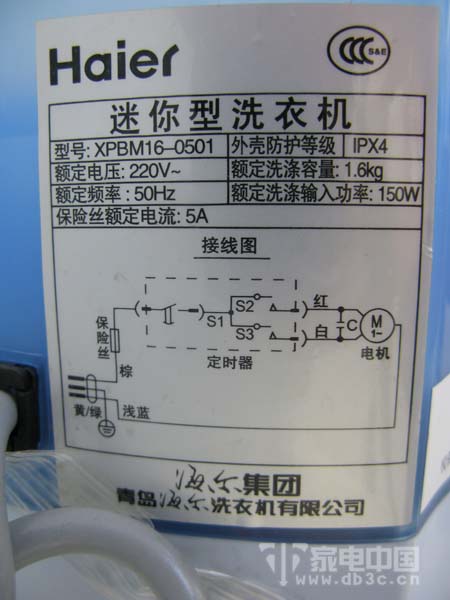 Haier
S&E
迷你型洗衣机
型号: XPBM16-0501 外壳防护等级 IPX4
额定电压: 220V~ 额定洗涤容量: 1.6kg
额定频率: 50Hz 额定洗涤输入功率: 150W
保险丝额定电流: 5A
接线图
S2 红
S1
保险丝
S3 白
C
M
1~
定时器
电机
棕
黄/绿
浅蓝
海尔集团
青岛海尔洗衣机有限公司
家电中国
www.db3c.cn